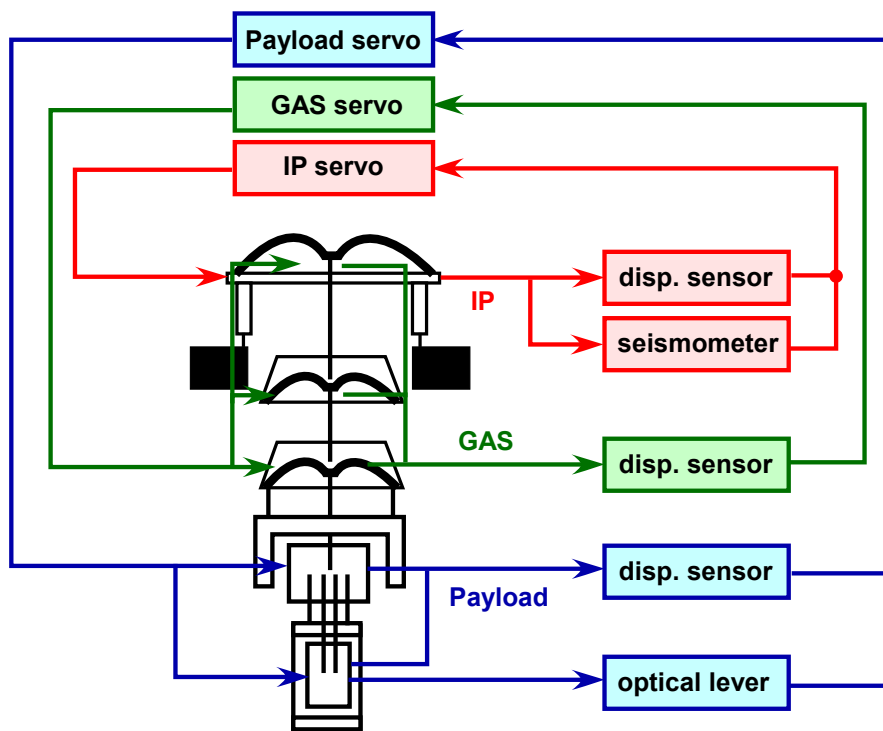 Payload servo
GAS servo
IP servo
disp. sensor
IP
seismometer
GAS
disp. sensor
disp. sensor
Payload
optical lever